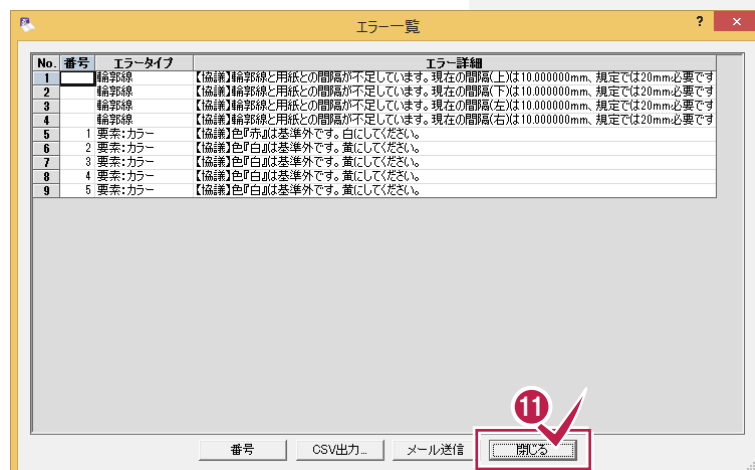 エラー一覧
? ×
No. 番号 エラータイプ エラー詳細
1 輪郭線 【協議】輪郭線と用紙との間隔が不足しています。現在の間隔(上)は10.000000mm、規定では20mm必要です
2 輪郭線 【協議】輪郭線と用紙との間隔が不足しています。現在の間隔(下)は10.000000mm、規定では20mm必要です
3 輪郭線 【協議】輪郭線と用紙との間隔が不足しています。現在の間隔(左)は10.000000mm、規定では20mm必要です
4 輪郭線 【協議】輪郭線と用紙との間隔が不足しています。現在の間隔(右)は10.000000mm、規定では20mm必要です
5 1 要素:カラー 【協議】色『赤』は基準外です。白にしてください。
6 2 要素:カラー 【協議】色『白』は基準外です。黄にしてください。
7 3 要素:カラー 【協議】色『白』は基準外です。黄にしてください。
8 4 要素:カラー 【協議】色『白』は基準外です。黄にしてください。
9 5 要素:カラー 【協議】色『白』は基準外です。黄にしてください。
11
番号 CSV出力... メール送信 閉じる